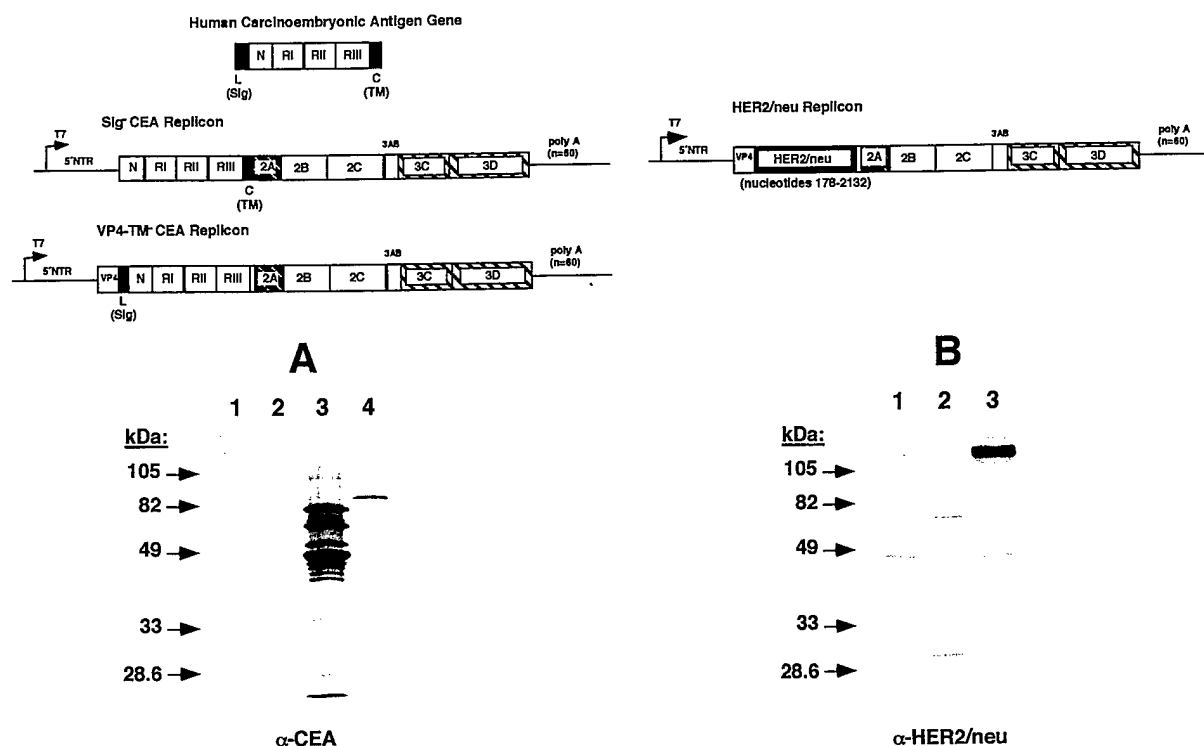 Human Carcinoembryonic Antigen Gene
N RI RII RIII
L C
(Sig) (TM)
Sig- CEA Replicon
T7 3AB poly A
5'NTR (n=60)
N RI RII RIII 2A 2B 2C 3C 3D
C
(TM)
VP4-TM- CEA Replicon
T7 3AB poly A
5'NTR (n=60)
VP4 N RI RII RIII 2A 2B 2C 3C 3D
L
(Sig)
HER2/neu Replicon
T7 3AB poly A
5'NTR (n=60)
VP4 HER2/neu 2A 2B 2C 3C 3D
(nucleotides 178-2132)
A
1 2 3 4
kDa:
105
82
49
33
28.6
α-CEA
B
1 2 3
kDa:
105
82
49
33
28.6
α-HER2/neu